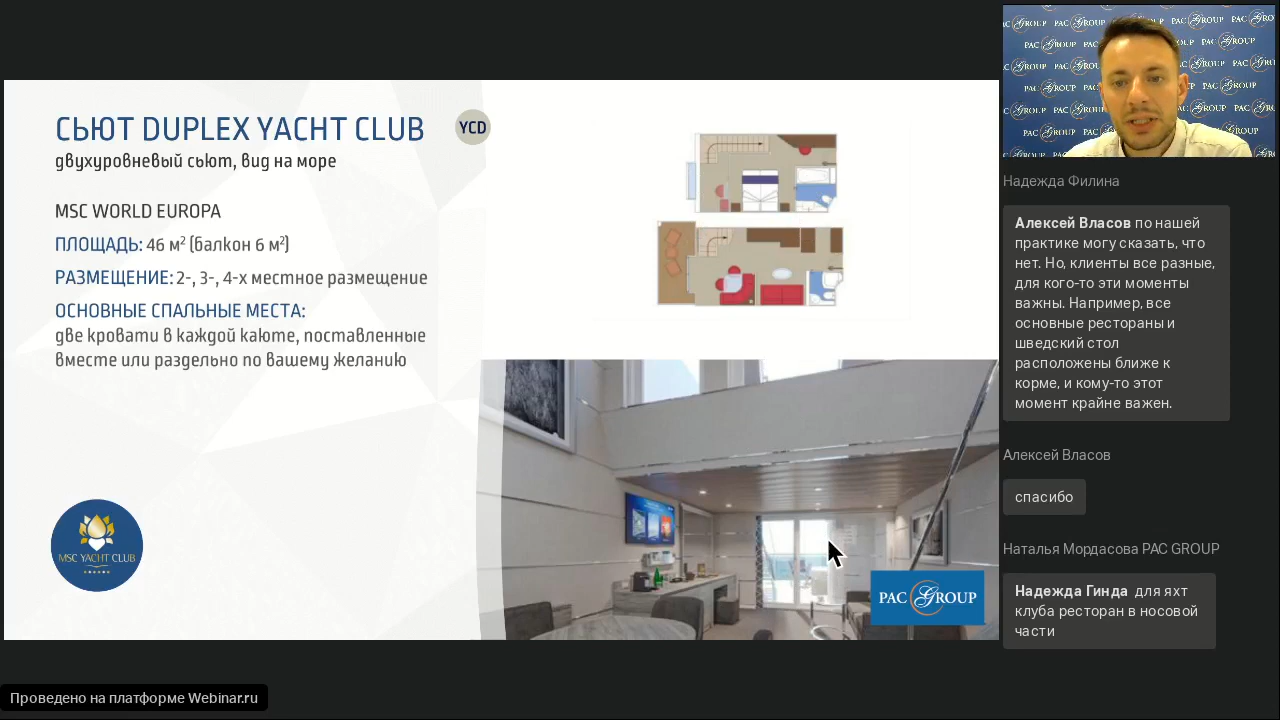 СЬЮТ DUPLEX YACHT CLUB
YCD
двухуровневый сьют, вид на море
MSC WORLD EUROPA
ПЛОЩАДЬ: 46 м² (балкон 6 м²)
РАЗМЕЩЕНИЕ: 2-, 3-, 4-х местное размещение
ОСНОВНЫЕ СПАЛЬНЫЕ МЕСТА:
две кровати в каждой каюте, поставленные
вместе или раздельно по вашему желанию
MSC YACHT CLUB
PAC GROUP
Проведено на платформе Webinar.ru
PAC GROUP
Надежда Филина
Алексей Власов по нашей
практике могу сказать, что
нет. Но, клиенты все разные,
для кого-то эти моменты
важны. Например, все
основные рестораны и
шведский стол
расположены ближе к
корме, и кому-то этот
момент крайне важен.
Алексей Власов
спасибо
Наталья Мордасова PAC GROUP
Надежда Гинда для яхт
клуба ресторан в носовой
части